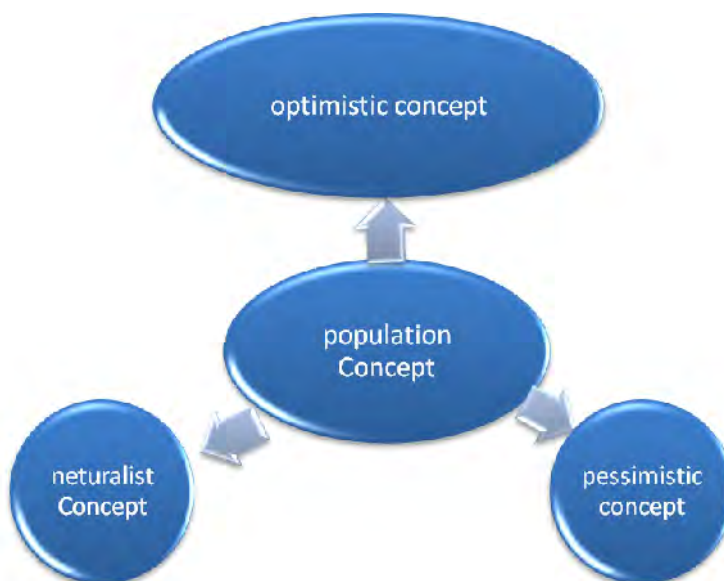 optimistic concept
population
Concept
neturalist
Concept
pessimistic
concept